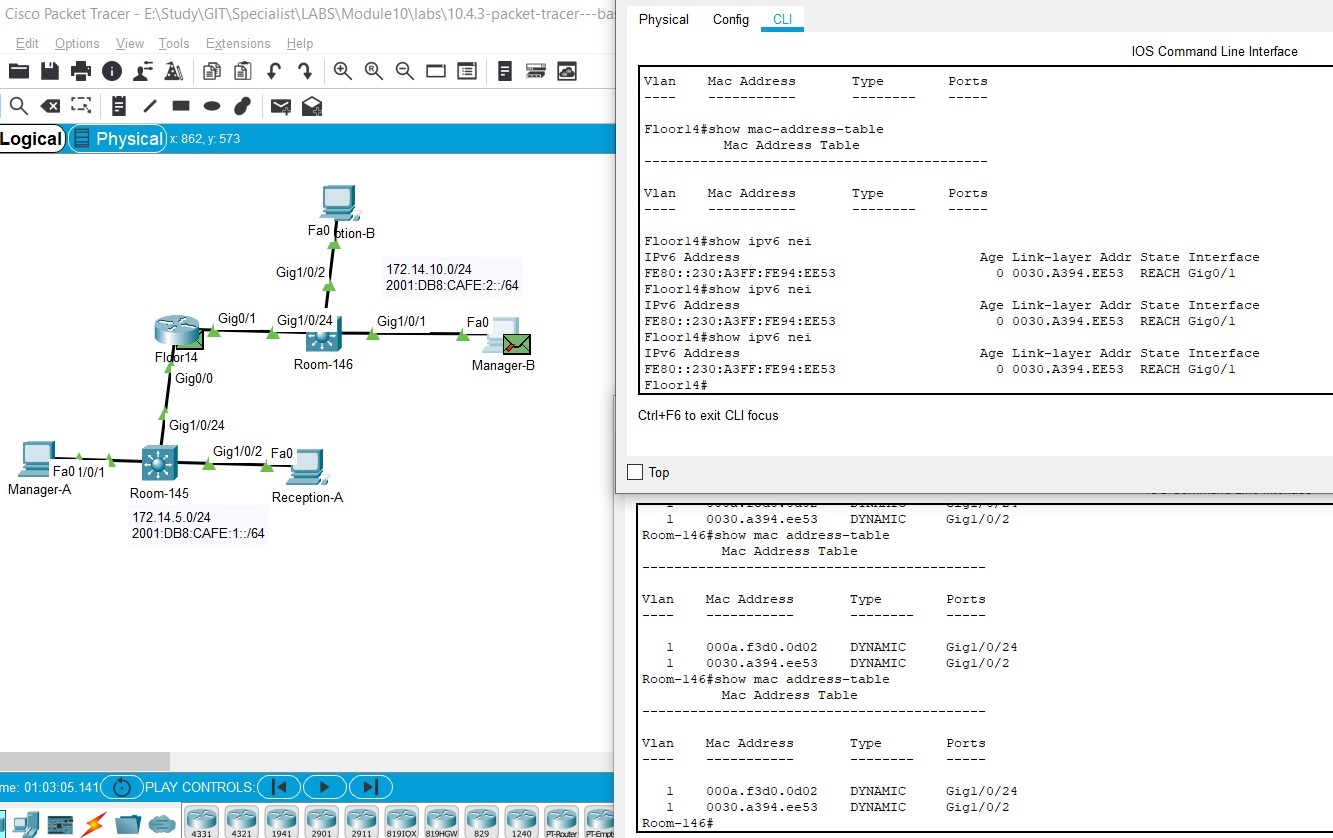 Cisco Packet Tracer - E:\Study\GIT\Specialist\LABS\Module10\labs\10.4.3-packet-tracer---ba
Edit Options View Tools Extensions Help
Logical Physical x: 862, y: 573
Fa0 ption-B
Gig1/0/2
172.14.10.0/24
2001:DB8:CAFE:2::/64
Gig0/1 Gig1/0/24 Gig1/0/1 Fa0
Floor14
Room-146
Manager-B
Gig0/0
Gig1/0/24
Gig1/0/2 Fa0
Fa0 1/0/1
Manager-A
Room-145
Reception-A
172.14.5.0/24
2001:DB8:CAFE:1::/64
me: 01:03:05.141 PLAY CONTROLS:
4331 4321 1941 2901 2911 819IOX 819HGW 829 1240 PT-Router PT-Empt
Physical Config CLI
IOS Command Line Interface
Vlan Mac Address Type Ports
---- ----------- -------- -----
Floor14#show mac-address-table
Mac Address Table
-------------------------------------------
Vlan Mac Address Type Ports
---- ----------- -------- -----
Floor14#show ipv6 nei
IPv6 Address Age Link-layer Addr State Interface
FE80::230:A3FF:FE94:EE53 0 0030.A394.EE53 REACH Gig0/1
Floor14#show ipv6 nei
IPv6 Address Age Link-layer Addr State Interface
FE80::230:A3FF:FE94:EE53 0 0030.A394.EE53 REACH Gig0/1
Floor14#show ipv6 nei
IPv6 Address Age Link-layer Addr State Interface
FE80::230:A3FF:FE94:EE53 0 0030.A394.EE53 REACH Gig0/1
Floor14#
Ctrl+F6 to exit CLI focus
Top
1 0030.a394.ee53 DYNAMIC Gig1/0/2
Room-146#show mac address-table
Mac Address Table
-------------------------------------------
Vlan Mac Address Type Ports
---- ----------- -------- -----
1 000a.f3d0.0d02 DYNAMIC Gig1/0/24
1 0030.a394.ee53 DYNAMIC Gig1/0/2
Room-146#show mac address-table
Mac Address Table
-------------------------------------------
Vlan Mac Address Type Ports
---- ----------- -------- -----
1 000a.f3d0.0d02 DYNAMIC Gig1/0/24
1 0030.a394.ee53 DYNAMIC Gig1/0/2
Room-146#